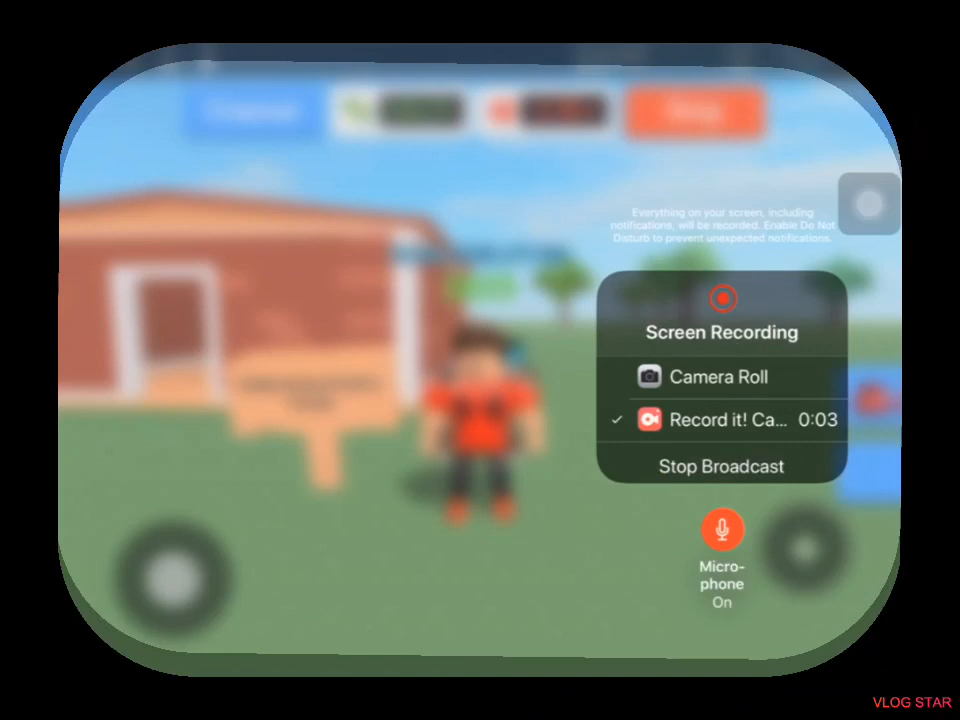 Everything on your screen, including
notifications, will be recorded. Enable Do Not
Disturb to prevent unexpected notifications.
Screen Recording
Camera Roll
Record it! Ca... 0:03
Stop Broadcast
Micro-
phone
On
VLOG STAR